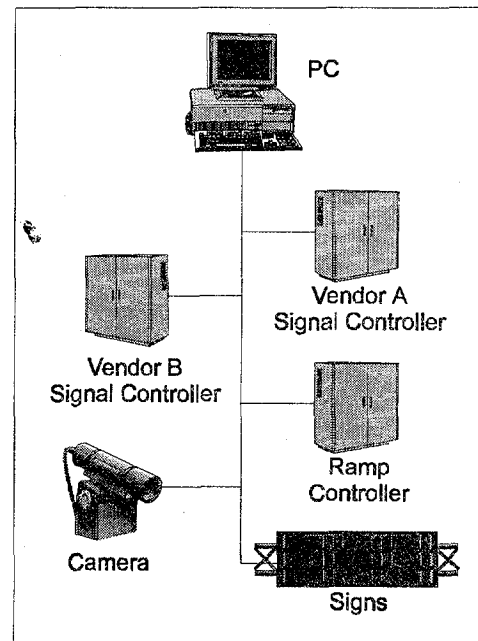 PC
Vendor A
Signal Controller
Vendor B
Signal Controller
Ramp
Controller
Camera
Signs